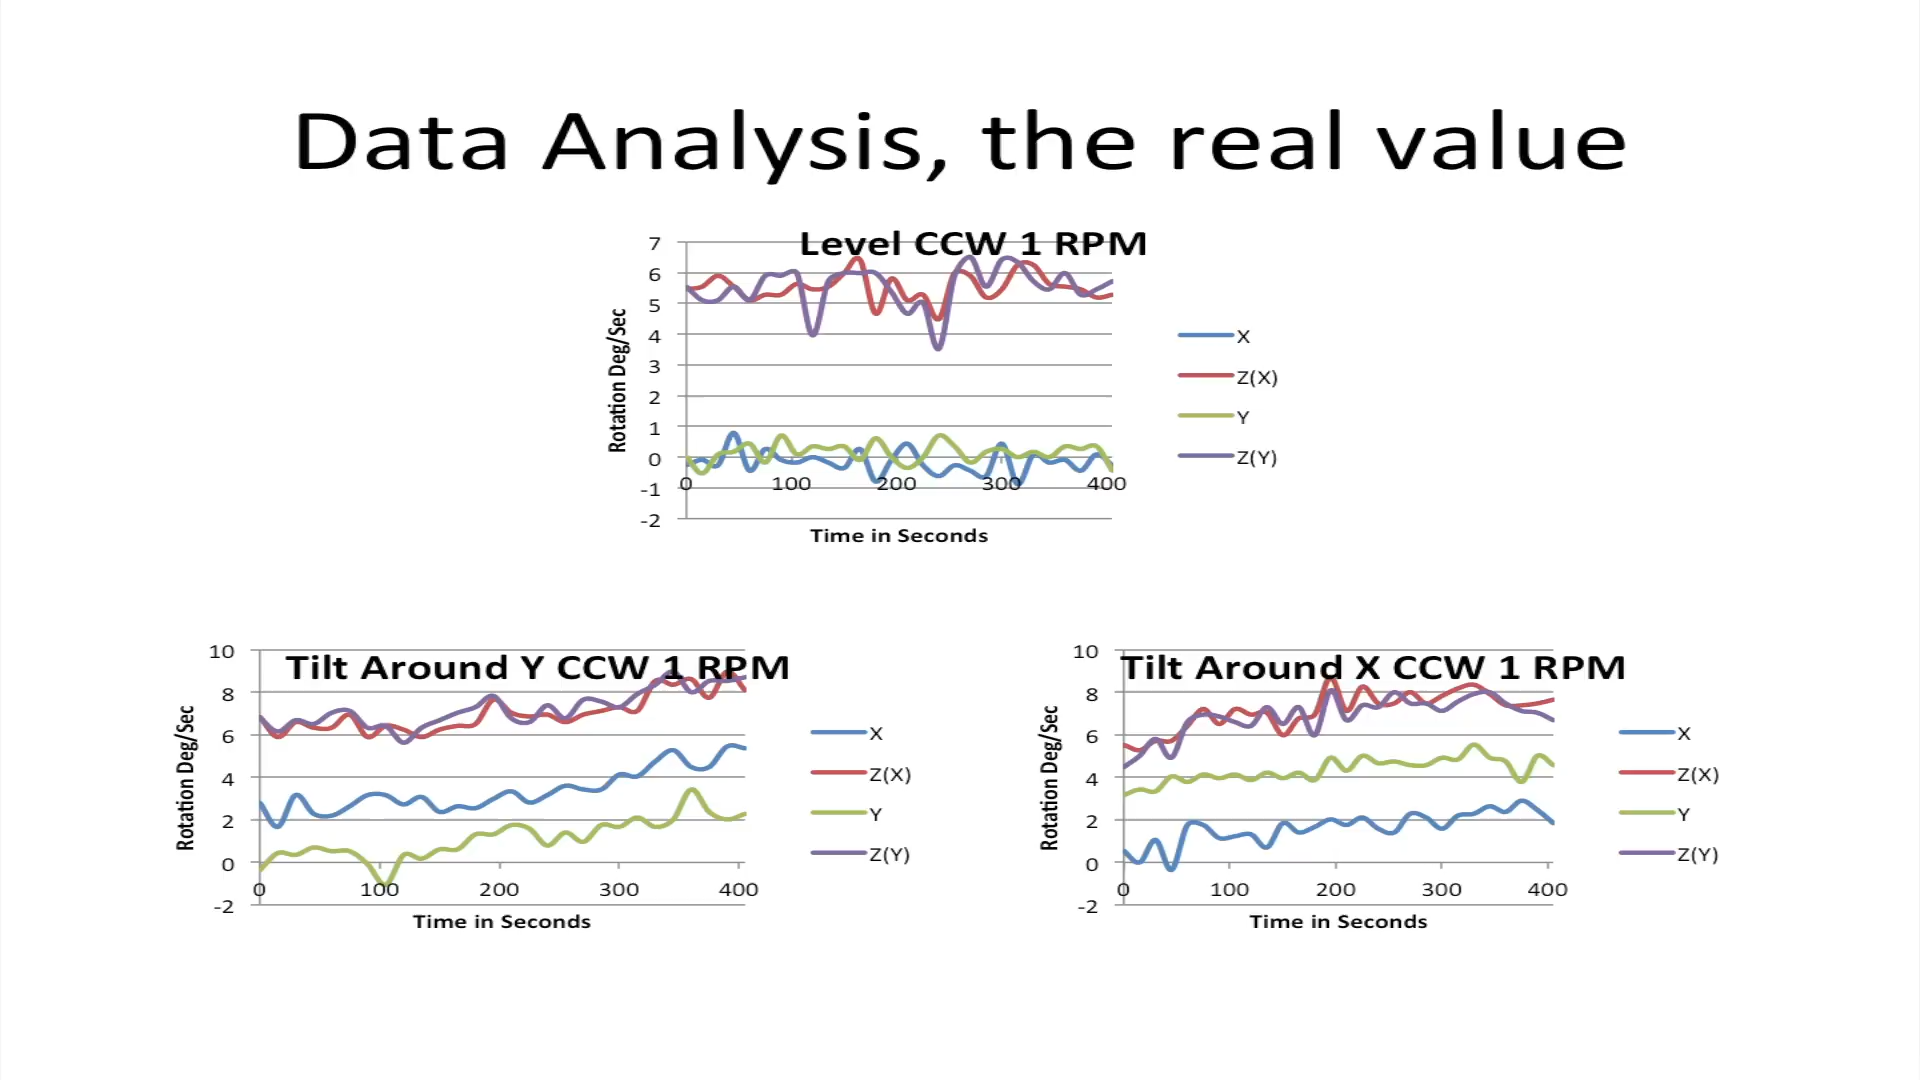 Data Analysis, the real value
Level CCW 1 RPM
7
6
5
4
3
2
1
0
-1
-2
Rotation Deg/Sec
0 100 200 300 400
Time in Seconds
X
Z(X)
Y
Z(Y)
Tilt Around Y CCW 1 RPM
10
8
6
4
2
0
-2
Rotation Deg/Sec
0 100 200 300 400
Time in Seconds
X
Z(X)
Y
Z(Y)
Tilt Around X CCW 1 RPM
10
8
6
4
2
0
-2
Rotation Deg/Sec
0 100 200 300 400
Time in Seconds
X
Z(X)
Y
Z(Y)